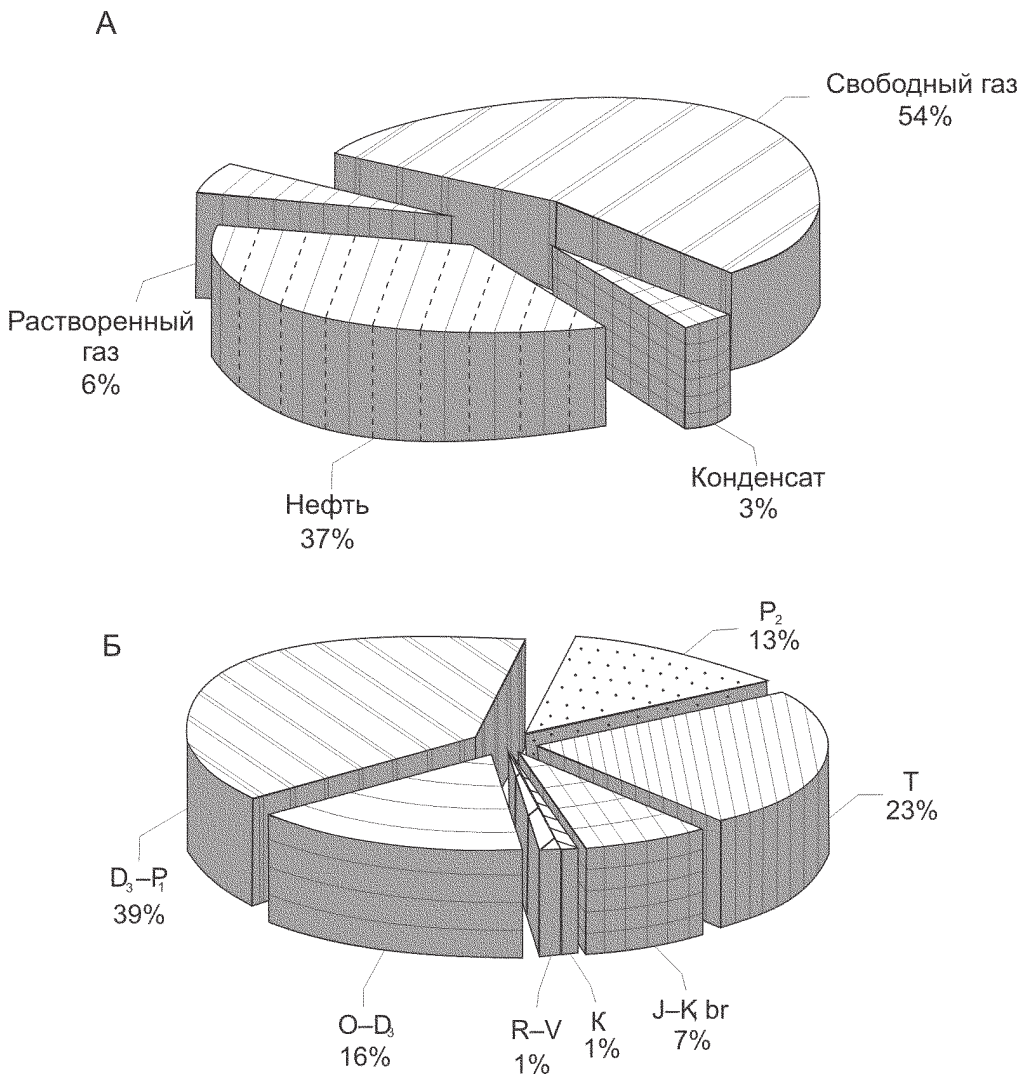 А
Свободный газ
54%
Растворенный
газ
6%
Нефть
37%
Конденсат
3%
Б
P₂
13%
T
23%
D₃–P₁
39%
O–D₃
16%
R–V
1%
K
1%
J–K₁ br
7%